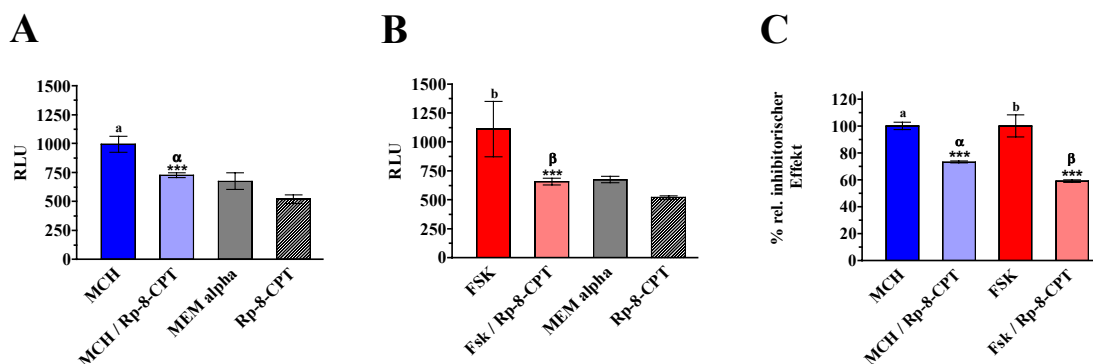 A
RLU
1500
1250
1000
750
500
250
0
a
α
***
MCH
MCH / Rp-8-CPT
MEM alpha
Rp-8-CPT
B
RLU
1500
1250
1000
750
500
250
0
b
β
***
FSK
Fsk / Rp-8-CPT
MEM alpha
Rp-8-CPT
C
% rel. inhibitorischer
Effekt
120
100
80
60
40
20
0
a
α
***
b
β
***
MCH
MCH / Rp-8-CPT
FSK
Fsk / Rp-8-CPT